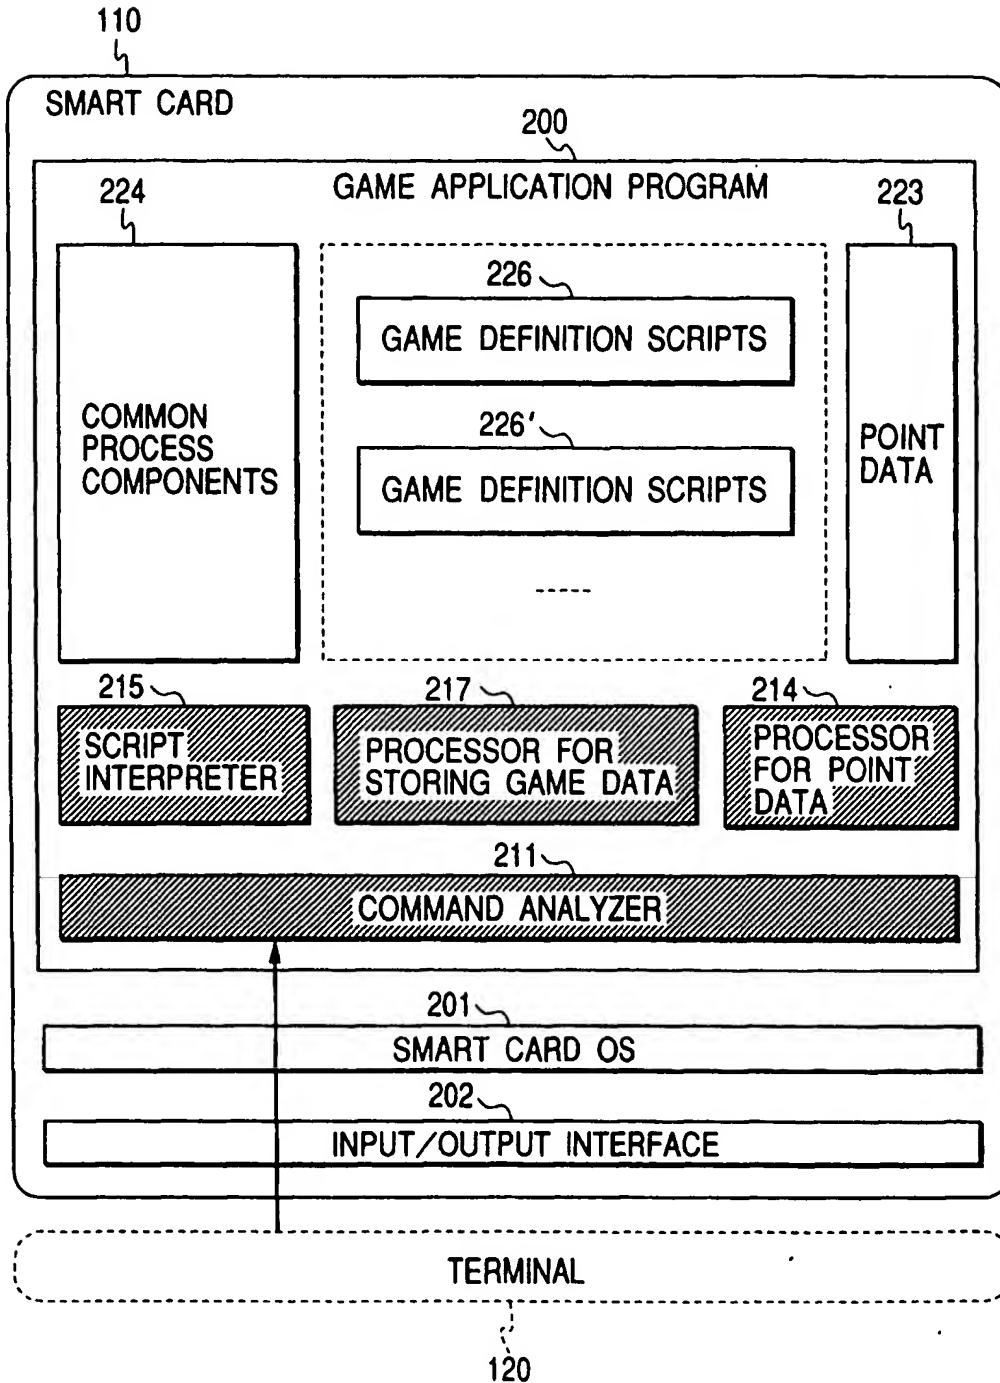 110
SMART CARD
200
GAME APPLICATION PROGRAM
224
223
226
GAME DEFINITION SCRIPTS
226'
GAME DEFINITION SCRIPTS
COMMON
PROCESS
COMPONENTS
POINT
DATA
-----
215
217
214
SCRIPT
INTERPRETER
PROCESSOR FOR
STORING GAME DATA
PROCESSOR
FOR POINT
DATA
211
COMMAND ANALYZER
201
SMART CARD OS
202
INPUT/OUTPUT INTERFACE
TERMINAL
120